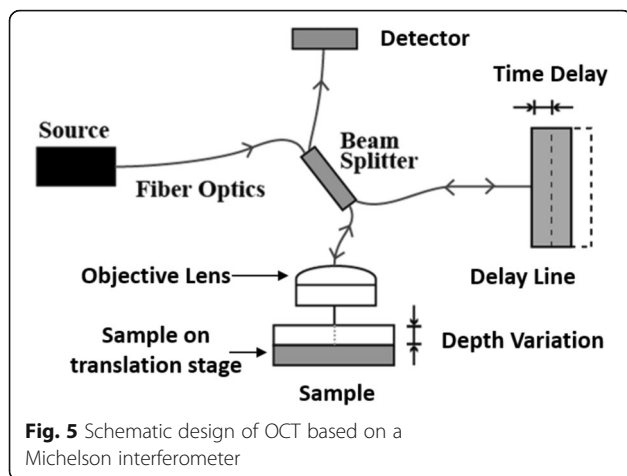 Detector
Time Delay
Source
Beam
Splitter
Fiber Optics
Objective Lens
Delay Line
Sample on
translation stage
Depth Variation
Sample
Fig. 5 Schematic design of OCT based on a
Michelson interferometer